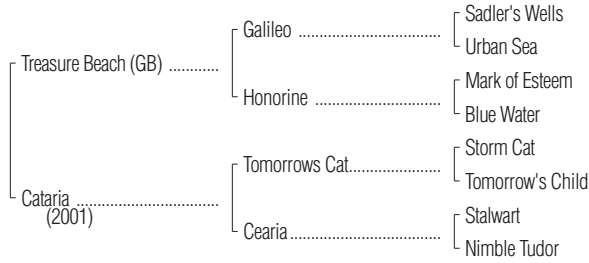 Sadler's Wells
Galileo ..............................
Urban Sea
Treasure Beach (GB) ...........
Mark of Esteem
Honorine ..........................
Blue Water
Storm Cat
Tomorrows Cat...................
Tomorrow's Child
Cataria ...............................
(2001)
Stalwart
Cearia ................................
Nimble Tudor